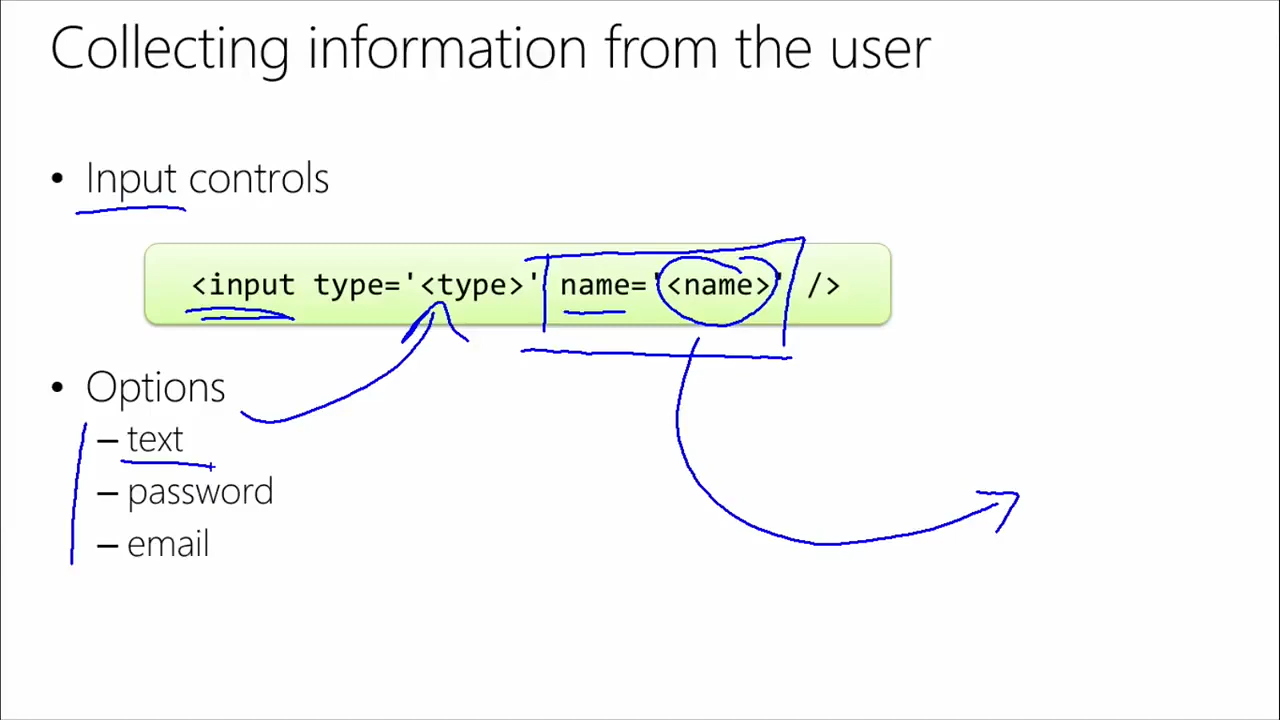 Collecting information from the user
• Input controls
<input type='<type>' name='<name>' />
• Options
– text
– password
– email